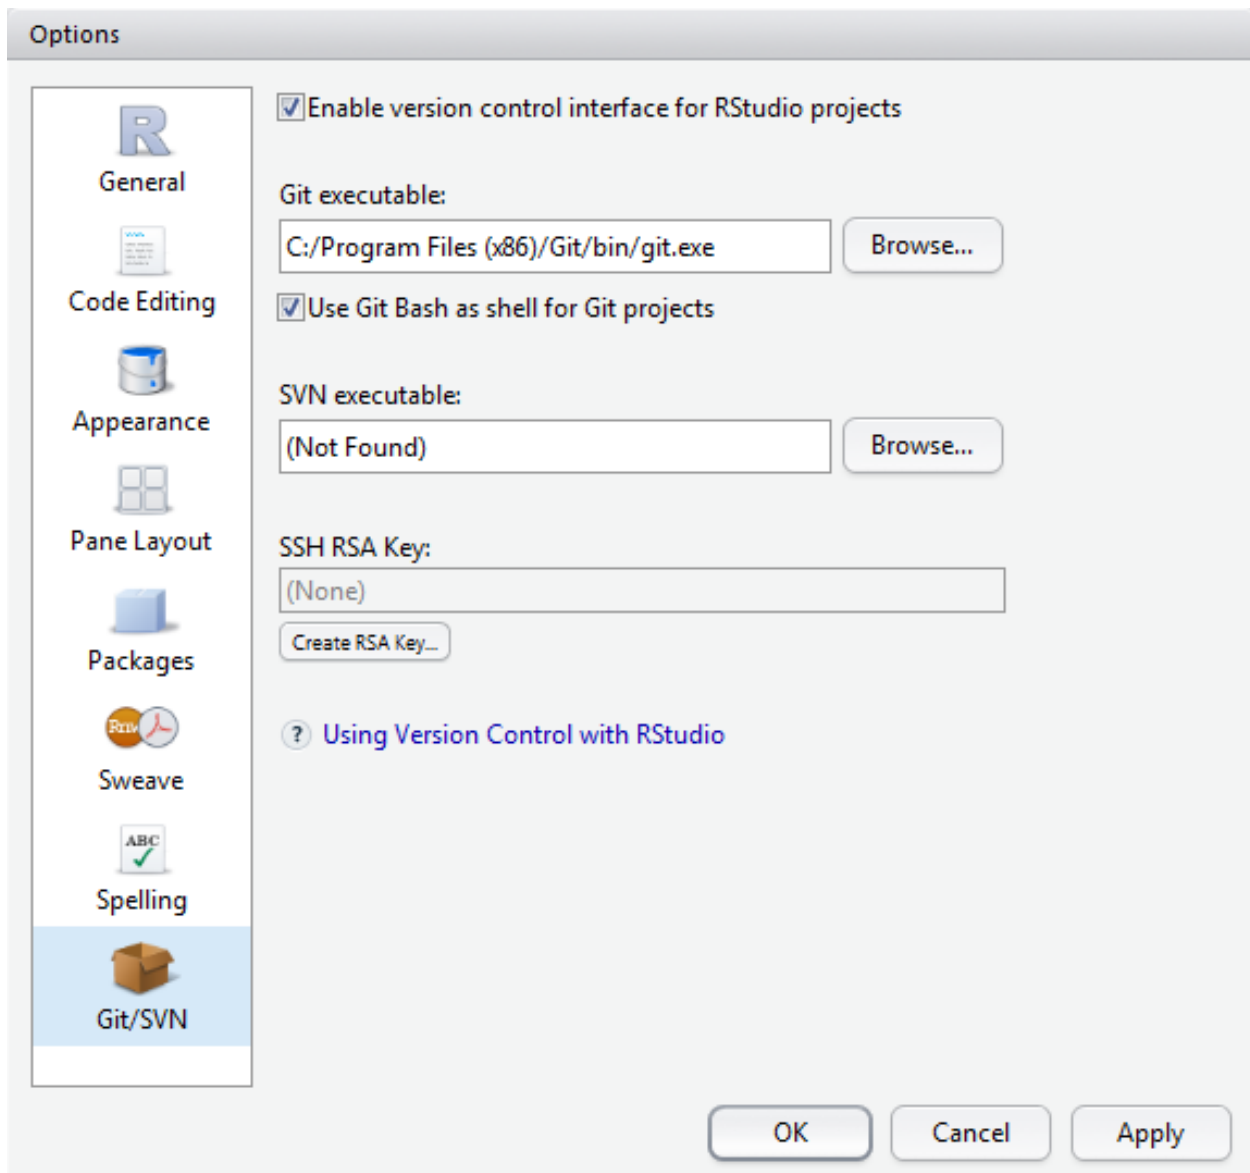 Options
R
General
Code Editing
Appearance
Pane Layout
Packages
Rnw
Sweave
ABC
Spelling
Git/SVN
Enable version control interface for RStudio projects
Git executable:
C:/Program Files (x86)/Git/bin/git.exe
Browse...
Use Git Bash as shell for Git projects
SVN executable:
(Not Found)
Browse...
SSH RSA Key:
(None)
Create RSA Key...
? Using Version Control with RStudio
OK
Cancel
Apply